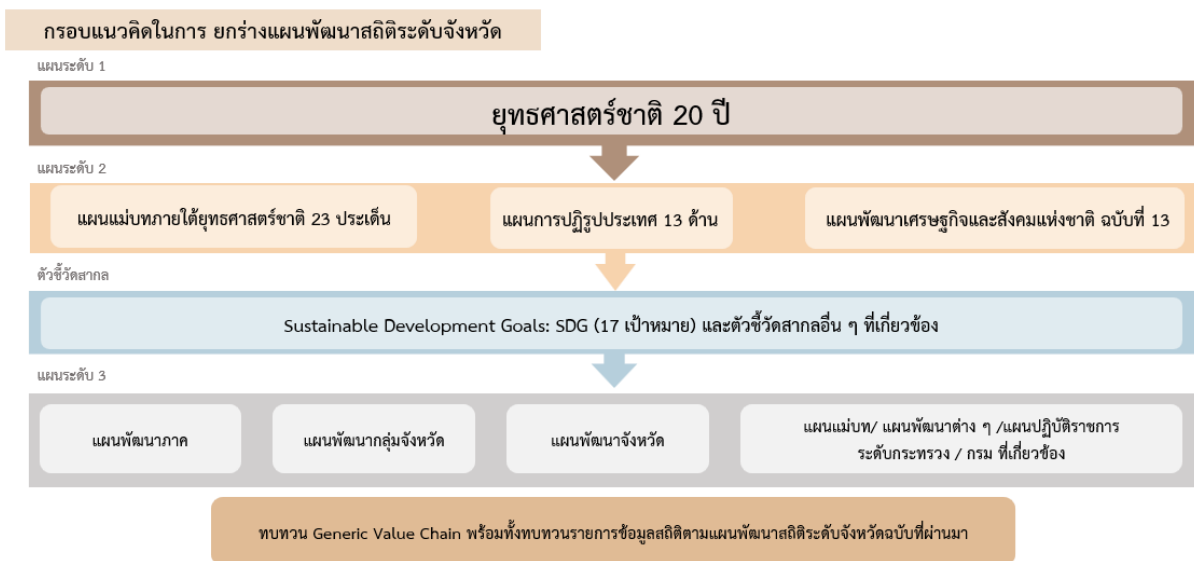 กรอบแนวคิดในการ ยกร่างแผนพัฒนาสถิติระดับจังหวัด
แผนระดับ 1
ยุทธศาสตร์ชาติ 20 ปี
แผนระดับ 2
แผนแม่บทภายใต้ยุทธศาสตร์ชาติ 23 ประเด็น
แผนการปฏิรูปประเทศ 13 ด้าน
แผนพัฒนาเศรษฐกิจและสังคมแห่งชาติ ฉบับที่ 13
ตัวชี้วัดสากล
Sustainable Development Goals: SDG (17 เป้าหมาย) และตัวชี้วัดสากลอื่น ๆ ที่เกี่ยวข้อง
แผนระดับ 3
แผนพัฒนาภาค
แผนพัฒนากลุ่มจังหวัด
แผนพัฒนาจังหวัด
แผนแม่บท/ แผนพัฒนาต่าง ๆ /แผนปฏิบัติราชการ
ระดับกระทรวง / กรม ที่เกี่ยวข้อง
ทบทวน Generic Value Chain พร้อมทั้งทบทวนรายการข้อมูลสถิติตามแผนพัฒนาสถิติระดับจังหวัดฉบับที่ผ่านมา